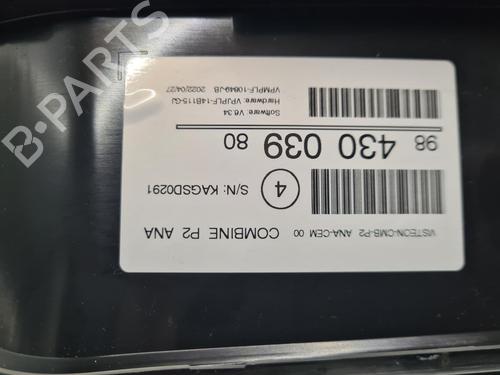 VISTEON-CMB-P2 ANA-CEM 00
COMBINE P2 ANA
4
S/N: KAGSD0291
98 430 039 80
Software: V6.34
Hardware: VPJPLF-14B115-GJ
VPMPLF-10849-JB 2022/04/27
B-PARTS